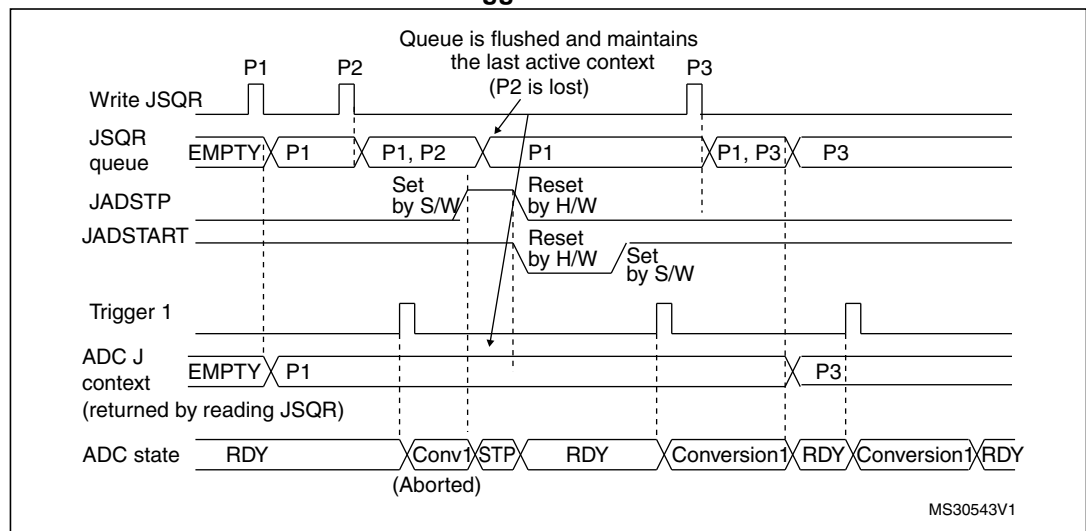 Queue is flushed and maintains
the last active context
(P2 is lost)
P1 P2 P3
Write JSQR
JSQR
queue
EMPTY P1 P1, P2 P1 P1, P3 P3
Set
by S/W
Reset
by H/W
JADSTP
JADSTART
Reset
by H/W
Set
by S/W
Trigger 1
ADC J
context
(returned by reading JSQR)
EMPTY P1 P3
ADC state RDY Conv1 STP RDY Conversion1 RDY Conversion1 RDY
(Aborted)
MS30543V1